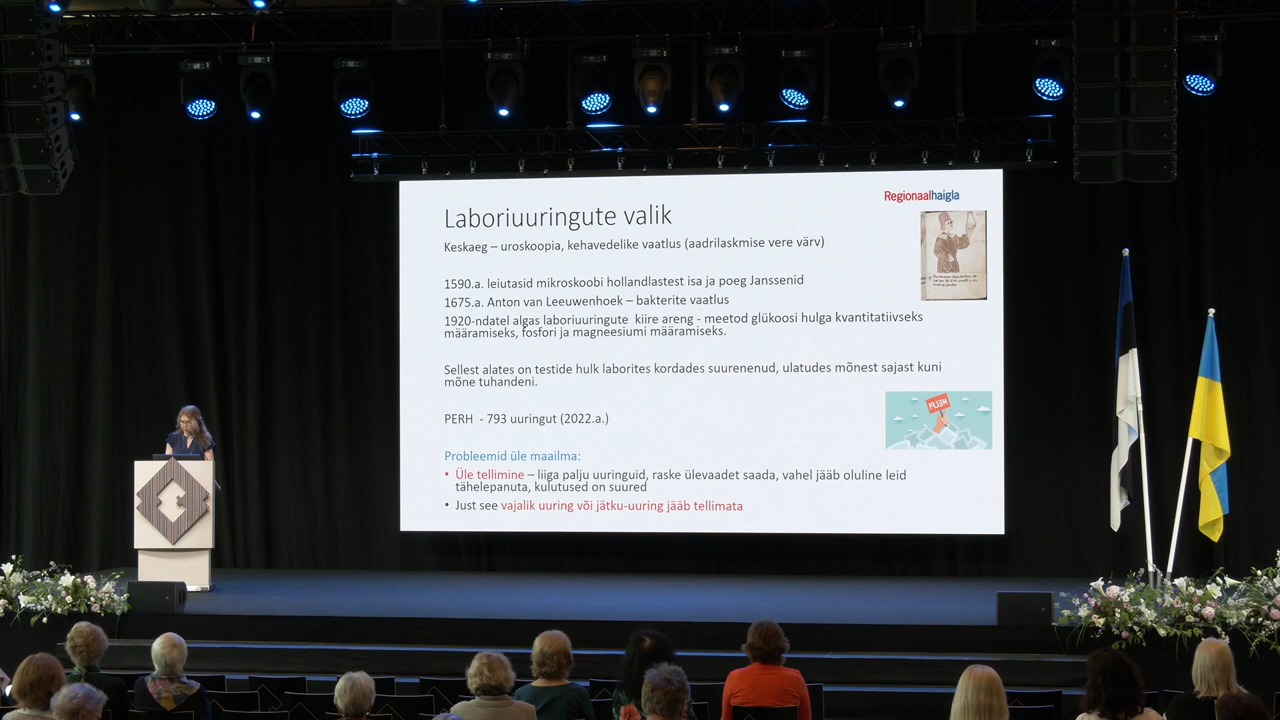 Regionaalhaigla
Laboriuuringute valik
Keskaeg – uroskoopia, kehavedelike vaatlus (aadrilaskmise vere värv)
1590.a. leiutasid mikroskoobi hollandlastest isa ja poeg Janssenid
1675.a. Anton van Leeuwenhoek – bakterite vaatlus
1920-ndatel algas laboriuuringute kiire areng - meetod glükoosi hulga kvantitatiivseks
määramiseks, fosfori ja magneesiumi määramiseks.
Sellest alates on testide hulk laborites kordades suurenenud, ulatudes mõnest sajast kuni
mõne tuhandeni.
HELP!
PERH - 793 uuringut (2022.a.)
Probleemid üle maailma:
• Üle tellimine – liiga palju uuringuid, raske ülevaadet saada, vahel jääb oluline leid
tähelepanuta, kulutused on suured
• Just see vajalik uuring või jätku-uuring jääb tellimata